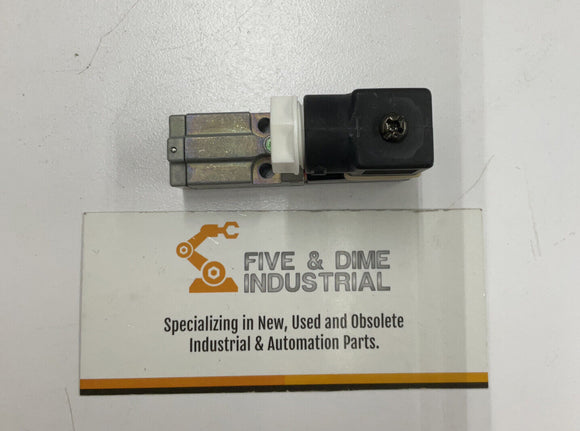 FIVE & DIME
INDUSTRIAL
Specializing in New, Used and Obsolete
Industrial & Automation Parts.